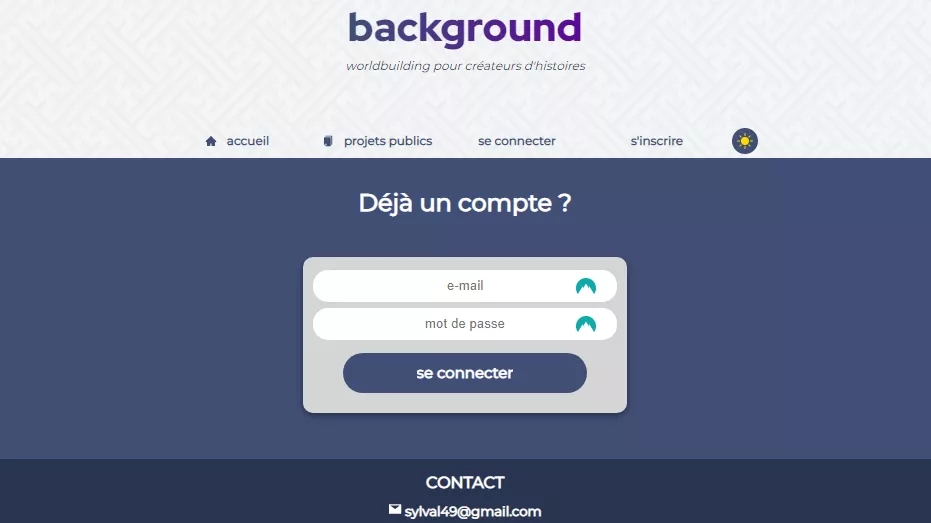 background
worldbuilding pour créateurs d'histoires
accueil projets publics se connecter s'inscrire
Déjà un compte ?
e-mail
mot de passe
se connecter
CONTACT
sylval49@gmail.com